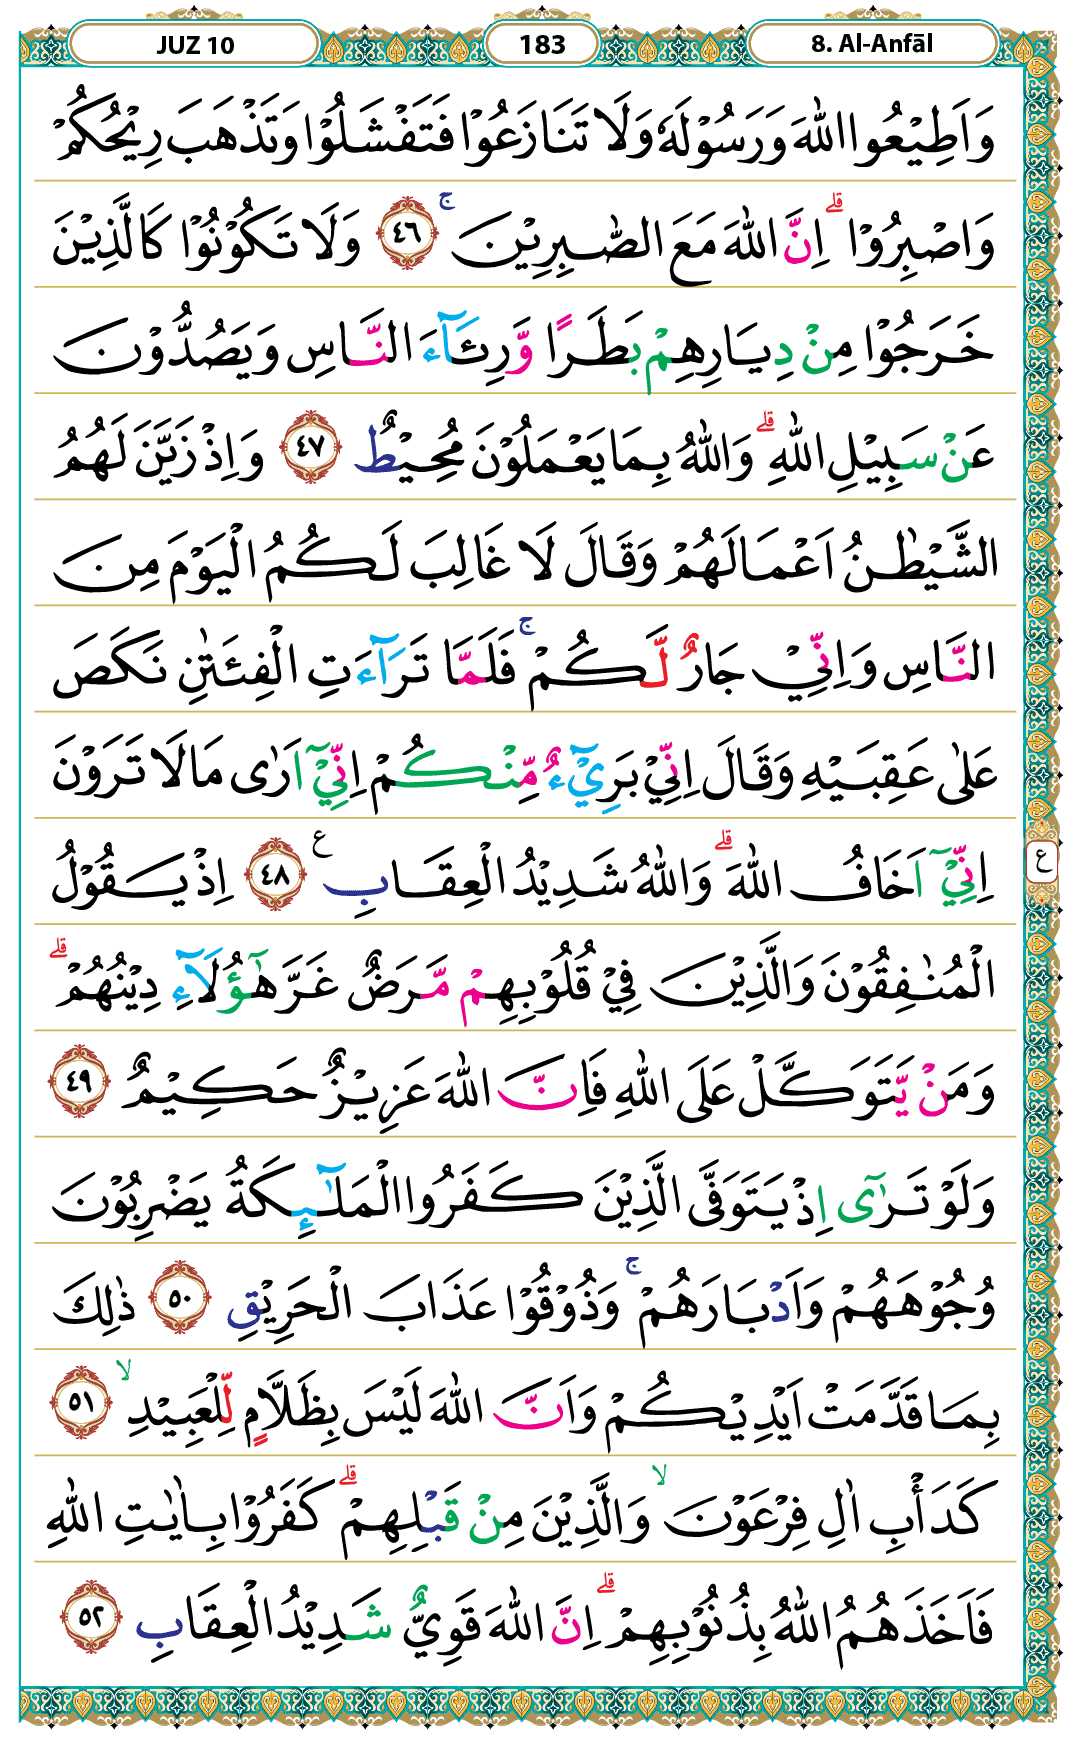 JUZ 10
183
8. Al-Anfāl
وَاَطِيْعُوا اللّٰهَ وَرَسُوْلَهٗ وَلَا تَنَازَعُوْا فَتَفْشَلُوْا وَتَذْهَبَ رِيْحُكُمْ
وَاصْبِرُوْاۗ اِنَّ اللّٰهَ مَعَ الصّٰبِرِيْنَۚ ٤٦ وَلَا تَكُوْنُوْا كَالَّذِيْنَ
خَرَجُوْا مِنْ دِيَارِهِمْ بَطَرًا وَّرِئَاۤءَ النَّاسِ وَيَصُدُّوْنَ
عَنْ سَبِيْلِ اللّٰهِۗ وَاللّٰهُ بِمَا يَعْمَلُوْنَ مُحِيْطٌ ٤٧ وَاِذْ زَيَّنَ لَهُمُ
الشَّيْطٰنُ اَعْمَالَهُمْ وَقَالَ لَا غَالِبَ لَكُمُ الْيَوْمَ مِنَ
النَّاسِ وَاِنِّيْ جَارٌ لَّكُمْۚ فَلَمَّا تَرَاۤءَتِ الْفِئَتٰنِ نَكَصَ
عَلٰى عَقِبَيْهِ وَقَالَ اِنِّيْ بَرِيْۤءٌ مِّنْكُمْ اِنِّيْٓ اَرٰى مَا لَا تَرَوْنَ
اِنِّيْٓ اَخَافُ اللّٰهَۗ وَاللّٰهُ شَدِيْدُ الْعِقَابِ ࣖ ٤٨ اِذْ يَقُوْلُ
ع
الْمُنٰفِقُوْنَ وَالَّذِيْنَ فِيْ قُلُوْبِهِمْ مَّرَضٌ غَرَّ هٰٓؤُلَاۤءِ دِيْنُهُمْۗ
وَمَنْ يَّتَوَكَّلْ عَلَى اللّٰهِ فَاِنَّ اللّٰهَ عَزِيْزٌ حَكِيْمٌ ٤٩
وَلَوْ تَرٰٓى اِذْ يَتَوَفَّى الَّذِيْنَ كَفَرُوا الْمَلٰۤىِٕكَةُ يَضْرِبُوْنَ
وُجُوْهَهُمْ وَاَدْبَارَهُمْۚ وَذُوْقُوْا عَذَابَ الْحَرِيْقِ ٥٠ ذٰلِكَ
بِمَا قَدَّمَتْ اَيْدِيْكُمْ وَاَنَّ اللّٰهَ لَيْسَ بِظَلَّامٍ لِّلْعَبِيْدِۙ ٥١
كَدَأْبِ اٰلِ فِرْعَوْنَۙ وَالَّذِيْنَ مِنْ قَبْلِهِمْۗ كَفَرُوْا بِاٰيٰتِ اللّٰهِ
فَاَخَذَهُمُ اللّٰهُ بِذُنُوْبِهِمْۗ اِنَّ اللّٰهَ قَوِيٌّ شَدِيْدُ الْعِقَابِ ٥٢